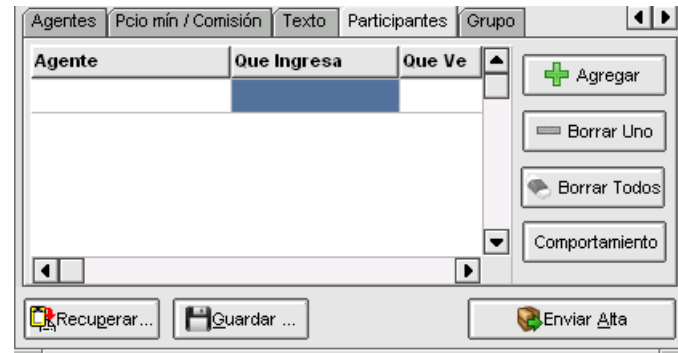 Agentes Pcio mín / Comisión Texto Participantes Grupo
Agente Que Ingresa Que Ve
Agregar
Borrar Uno
Borrar Todos
Comportamiento
Recuperar... Guardar ... Enviar Alta